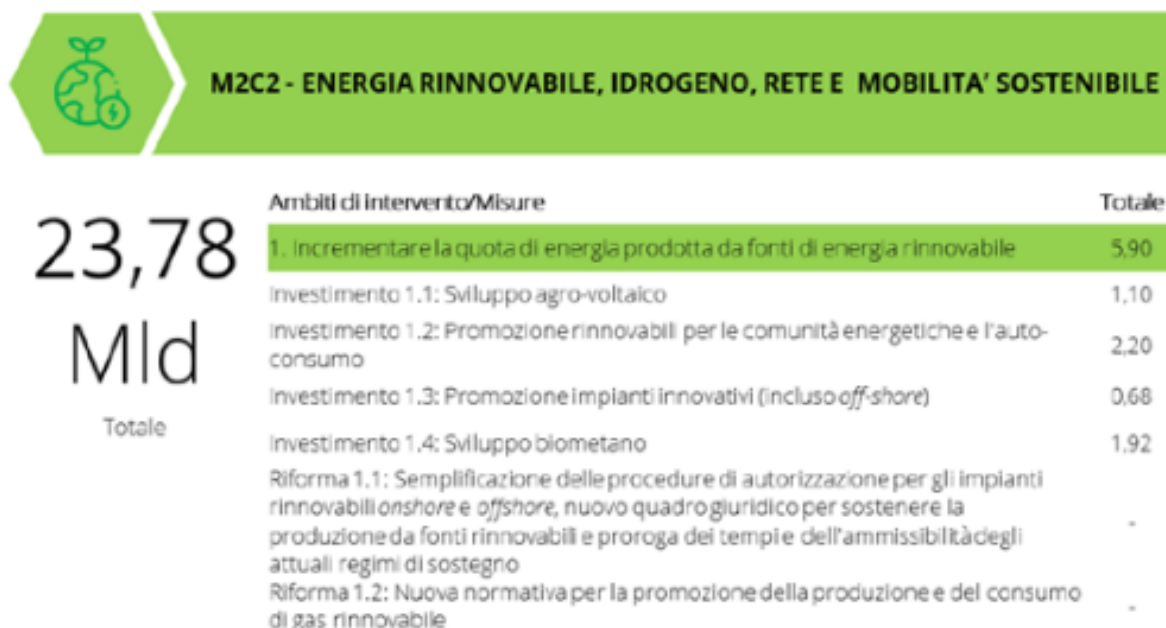 M2C2 - ENERGIA RINNOVABILE, IDROGENO, RETE E MOBILITA' SOSTENIBILE
23,78
Mld
Totale
Ambiti di intervento/Misure Totale
1. Incrementare la quota di energia prodotta da fonti di energia rinnovabile 5,90
Investimento 1.1: Sviluppo agro-voltaico 1,10
Investimento 1.2: Promozione rinnovabili per le comunità energetiche e l'auto-
consumo 2,20
Investimento 1.3: Promozione impianti innovativi (incluso off-shore) 0,68
Investimento 1.4: Sviluppo biometano 1,92
Riforma 1.1: Semplificazione delle procedure di autorizzazione per gli impianti
rinnovabili onshore e offshore, nuovo quadro giuridico per sostenere la
produzione da fonti rinnovabili e proroga dei tempi e dell'ammissibilità degli
attuali regimi di sostegno -
Riforma 1.2: Nuova normativa per la promozione della produzione e del consumo
di gas rinnovabile -